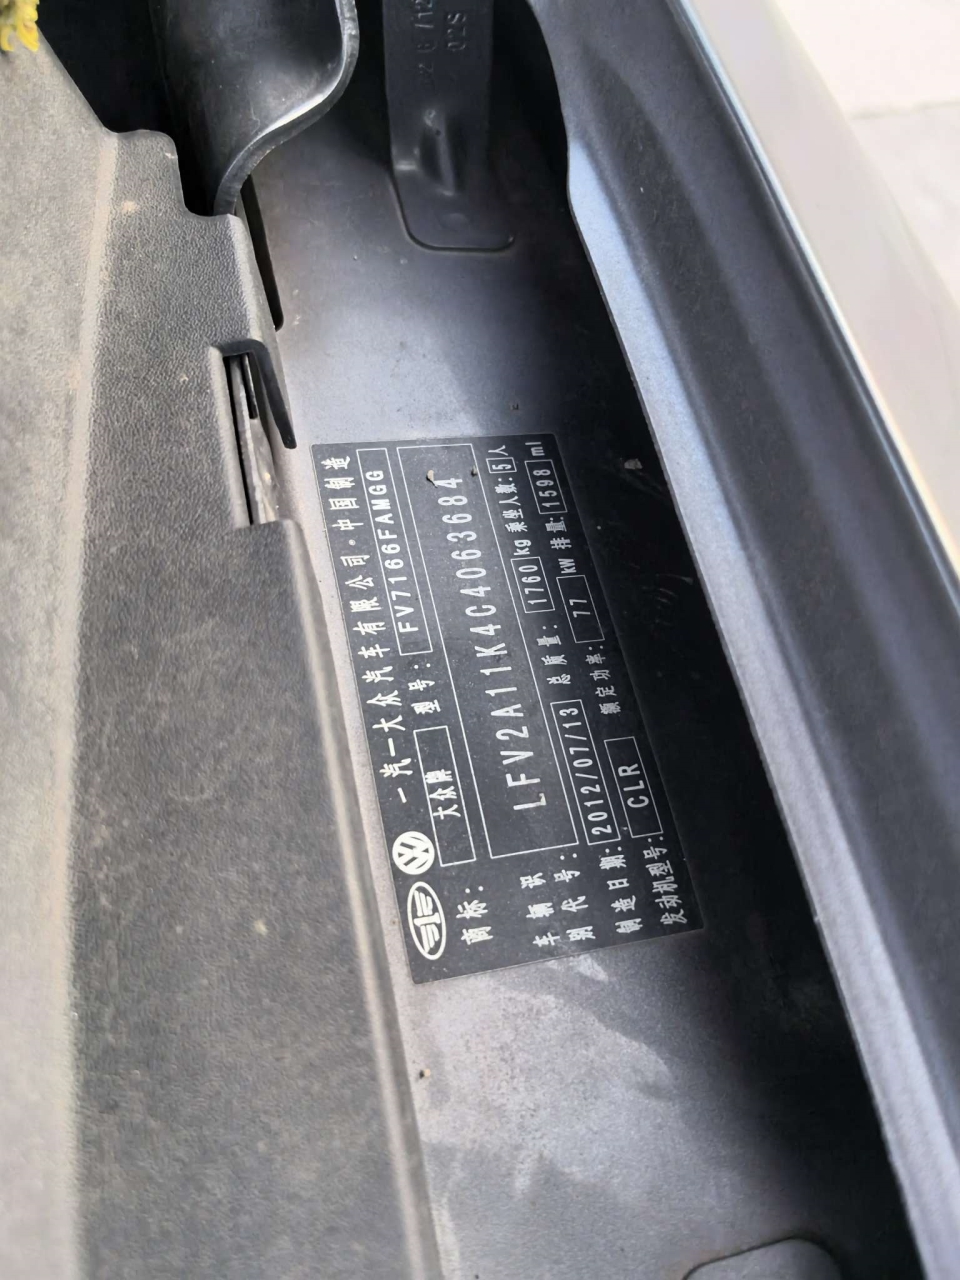 一汽一大众汽车有限公司·中国制造
商标: 大众牌 型号: FV7166FAMGG
车辆识别代号: LFV2A11K4C4063684
制造日期: 2012/07/13 总质量: 1760 kg 乘坐人数: 5 人
发动机型号: CLR 额定功率: 77 kW 排量: 1598 ml
02S